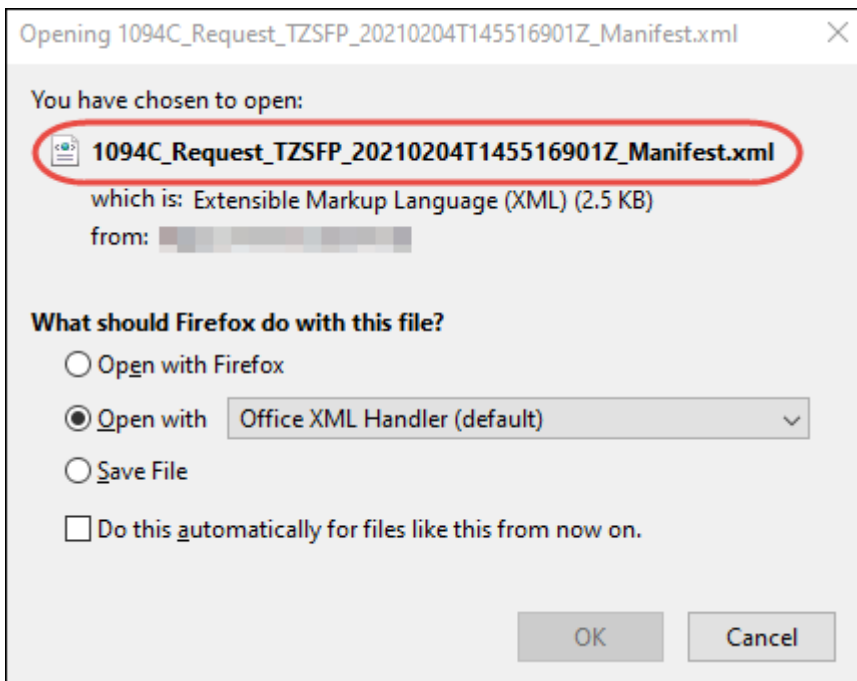 Opening 1094C_Request_TZSFP_20210204T145516901Z_Manifest.xml
You have chosen to open:
1094C_Request_TZSFP_20210204T145516901Z_Manifest.xml
which is: Extensible Markup Language (XML) (2.5 KB)
from:
What should Firefox do with this file?
Open with Firefox
Open with Office XML Handler (default)
Save File
Do this automatically for files like this from now on.
OK Cancel